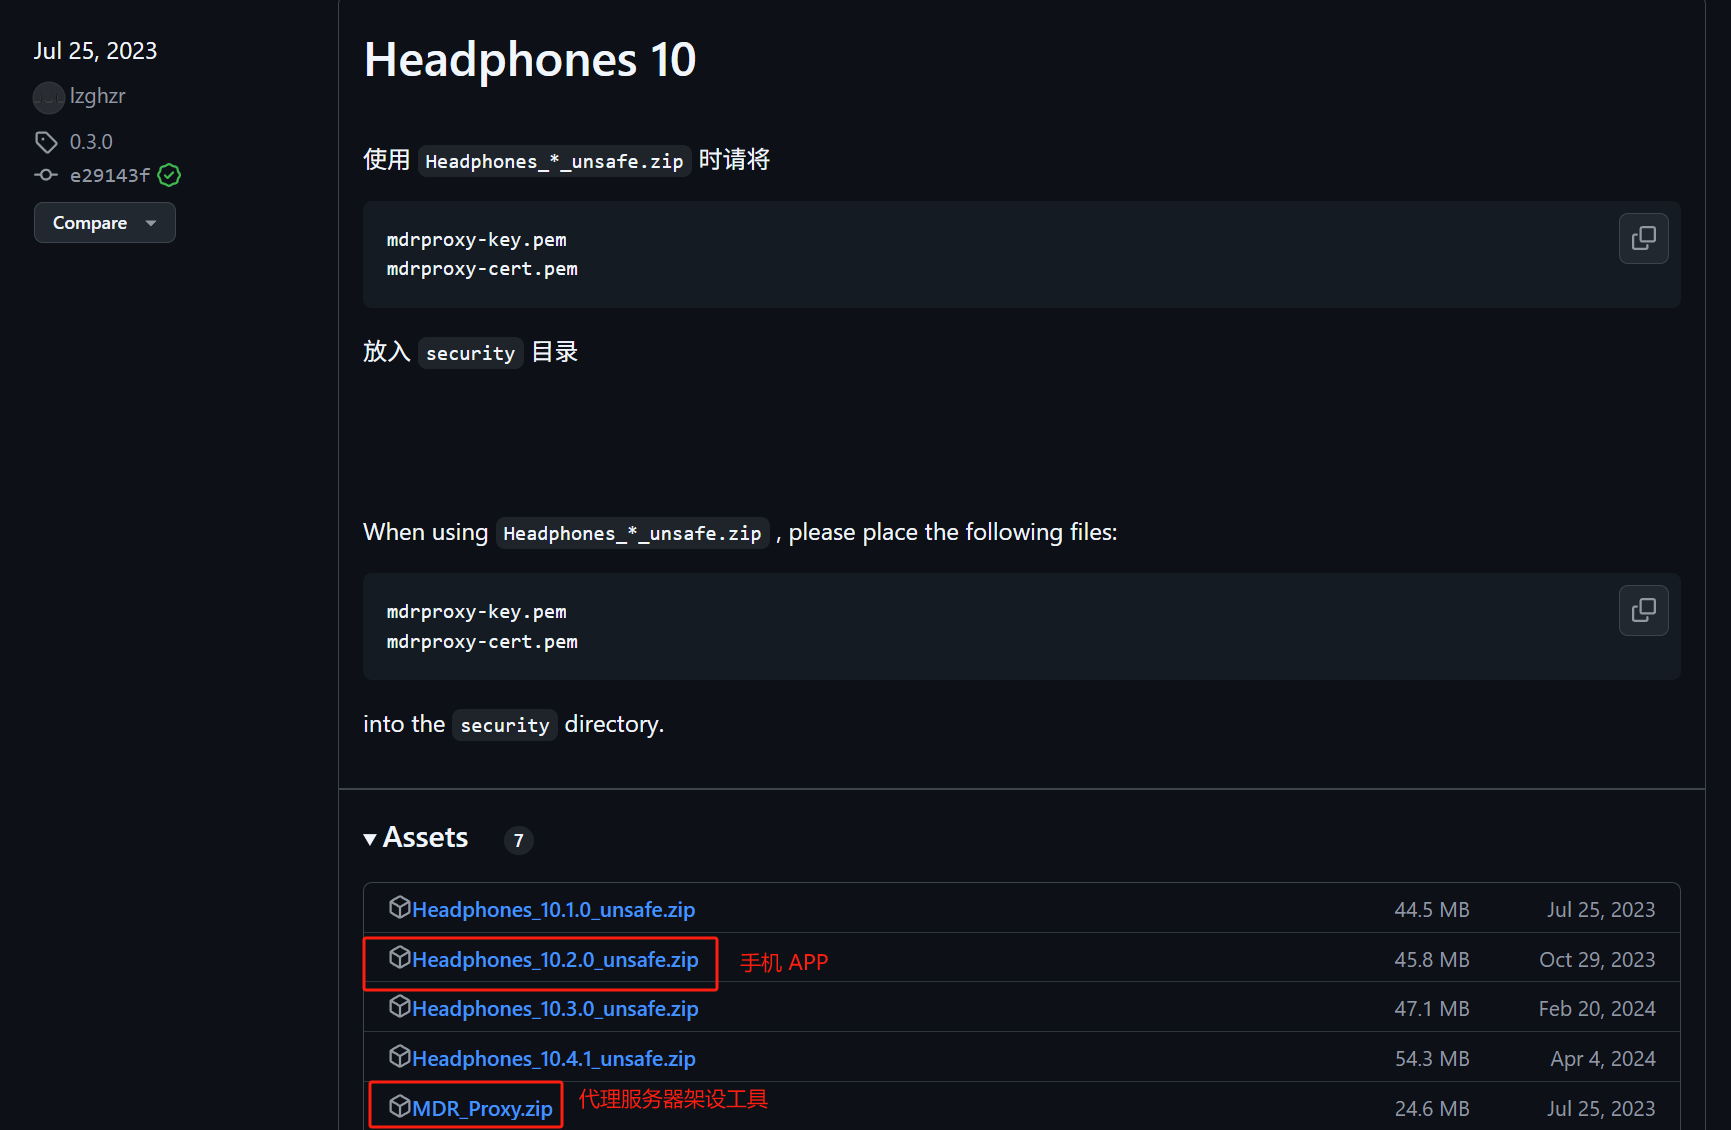 Jul 25, 2023
lzghzr
0.3.0
e29143f
Compare
Headphones 10
使用 Headphones_*_unsafe.zip 时请将
mdrproxy-key.pem
mdrproxy-cert.pem
放入 security 目录
When using Headphones_*_unsafe.zip , please place the following files:
mdrproxy-key.pem
mdrproxy-cert.pem
into the security directory.
Assets 7
Headphones_10.1.0_unsafe.zip 44.5 MB Jul 25, 2023
Headphones_10.2.0_unsafe.zip 手机 APP 45.8 MB Oct 29, 2023
Headphones_10.3.0_unsafe.zip 47.1 MB Feb 20, 2024
Headphones_10.4.1_unsafe.zip 54.3 MB Apr 4, 2024
MDR_Proxy.zip 代理服务器架设工具 24.6 MB Jul 25, 2023